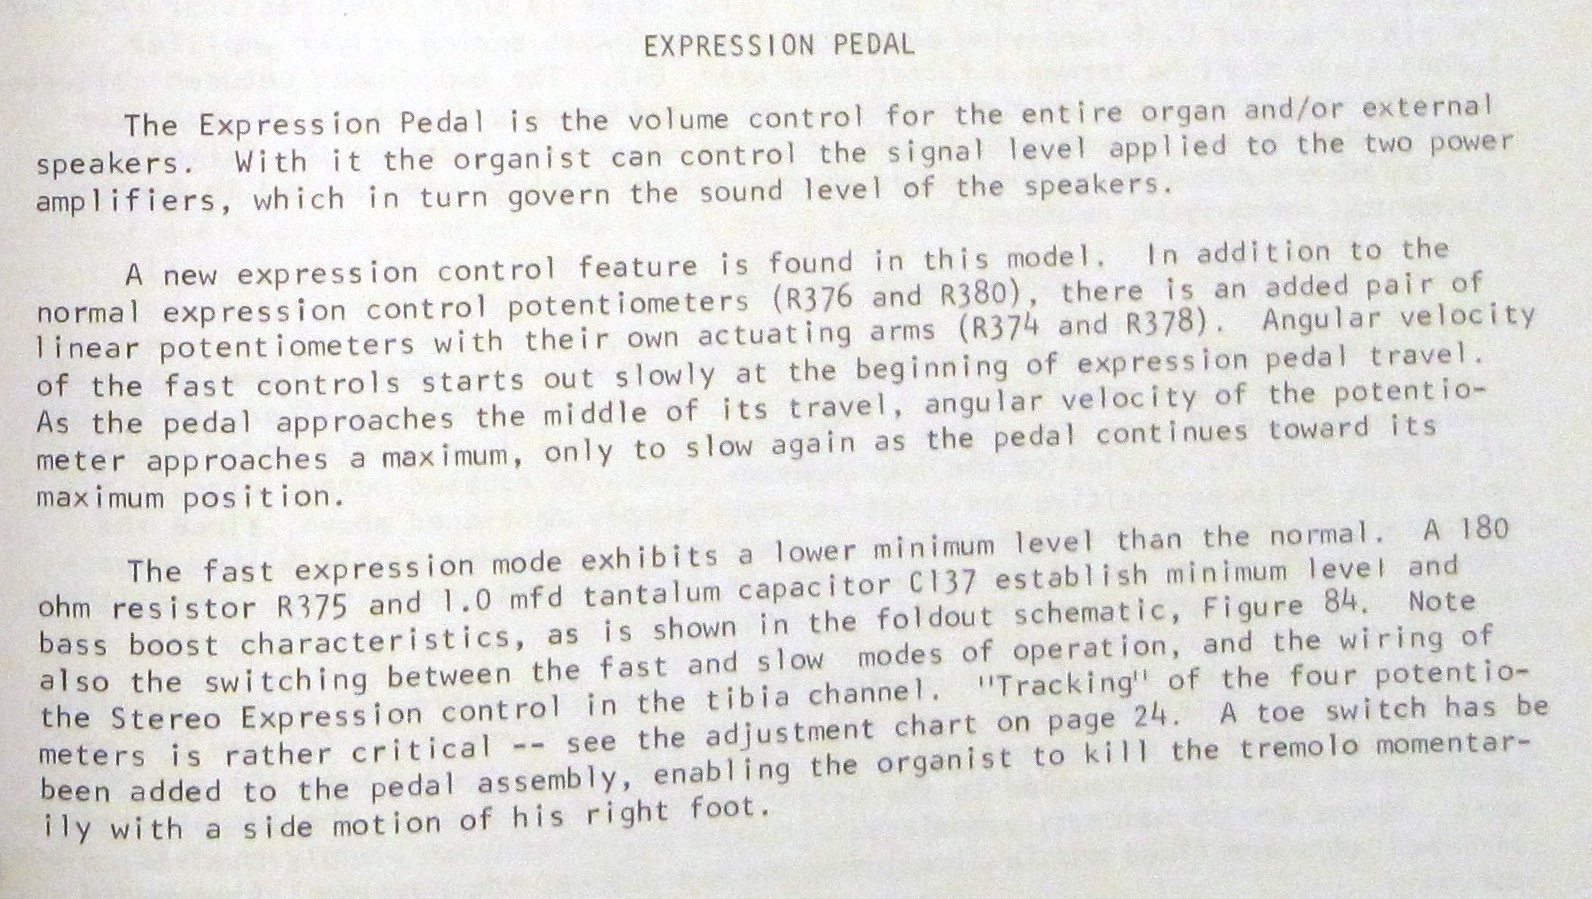 EXPRESSION PEDAL
The Expression Pedal is the volume control for the entire organ and/or external
speakers. With it the organist can control the signal level applied to the two power
amplifiers, which in turn govern the sound level of the speakers.
A new expression control feature is found in this model. In addition to the
normal expression control potentiometers (R376 and R380), there is an added pair of
linear potentiometers with their own actuating arms (R374 and R378). Angular velocity
of the fast controls starts out slowly at the beginning of expression pedal travel.
As the pedal approaches the middle of its travel, angular velocity of the potentio-
meter approaches a maximum, only to slow again as the pedal continues toward its
maximum position.
The fast expression mode exhibits a lower minimum level than the normal. A 180
ohm resistor R375 and 1.0 mfd tantalum capacitor C137 establish minimum level and
bass boost characteristics, as is shown in the foldout schematic, Figure 84. Note
also the switching between the fast and slow modes of operation, and the wiring of
the Stereo Expression control in the tibia channel. "Tracking" of the four potentio-
meters is rather critical -- see the adjustment chart on page 24. A toe switch has be
been added to the pedal assembly, enabling the organist to kill the tremolo momentar-
ily with a side motion of his right foot.